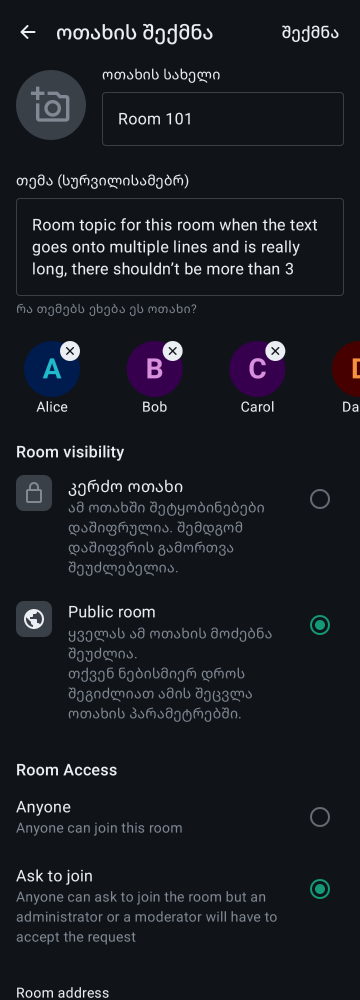 ოთახის შექმნა
შექმნა
ოთახის სახელი
Room 101
თემა (სურვილისამებრ)
Room topic for this room when the text
goes onto multiple lines and is really
long, there shouldn’t be more than 3
რა თემებს ეხება ეს ოთახი?
A B C D
Alice Bob Carol Da
Room visibility
კერძო ოთახი
ამ ოთახში შეტყობინებები
დაშიფრულია. შემდგომ
დაშიფვრის გამორთვა
შეუძლებელია.
Public room
ყველას ამ ოთახის მოძებნა
შეუძლია.
თქვენ ნებისმიერ დროს
შეგიძლიათ ამის შეცვლა
ოთახის პარამეტრებში.
Room Access
Anyone
Anyone can join this room
Ask to join
Anyone can ask to join the room but an
administrator or a moderator will have to
accept the request
Room address